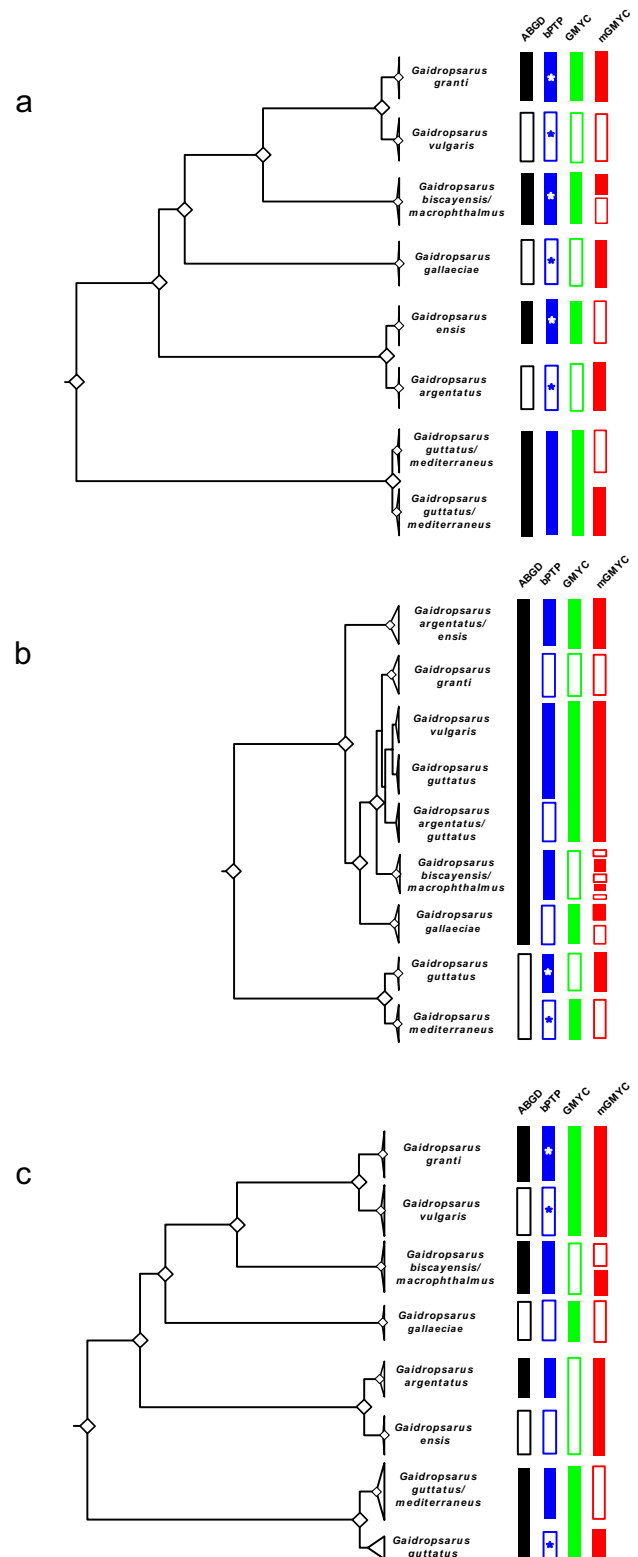 ABGD bPTP GMYC mGMYC
a
Gaidropsarus
granti
*
Gaidropsarus
vulgaris
*
Gaidropsarus
biscayensis/
macrophthalmus
*
Gaidropsarus
gallaeciae
*
Gaidropsarus
ensis
*
Gaidropsarus
argentatus
*
Gaidropsarus
guttatus/
mediterraneus
Gaidropsarus
guttatus/
mediterraneus
ABGD bPTP GMYC mGMYC
b
Gaidropsarus
argentatus/
ensis
Gaidropsarus
granti
Gaidropsarus
vulgaris
Gaidropsarus
guttatus
Gaidropsarus
argentatus/
guttatus
Gaidropsarus
biscayensis/
macrophthalmus
Gaidropsarus
gallaeciae
Gaidropsarus
guttatus
*
Gaidropsarus
mediterraneus
*
ABGD bPTP GMYC mGMYC
c
Gaidropsarus
granti
*
Gaidropsarus
vulgaris
*
Gaidropsarus
biscayensis/
macrophthalmus
Gaidropsarus
gallaeciae
Gaidropsarus
argentatus
Gaidropsarus
ensis
Gaidropsarus
guttatus/
mediterraneus
Gaidropsarus
guttatus
*